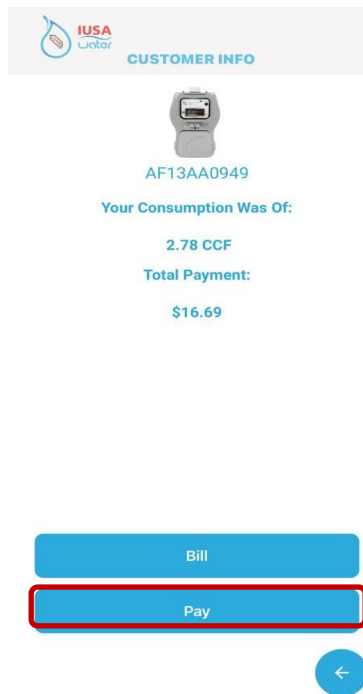 IUSA
water
CUSTOMER INFO
AF13AA0949
Your Consumption Was Of:
2.78 CCF
Total Payment:
$16.69
Bill
Pay